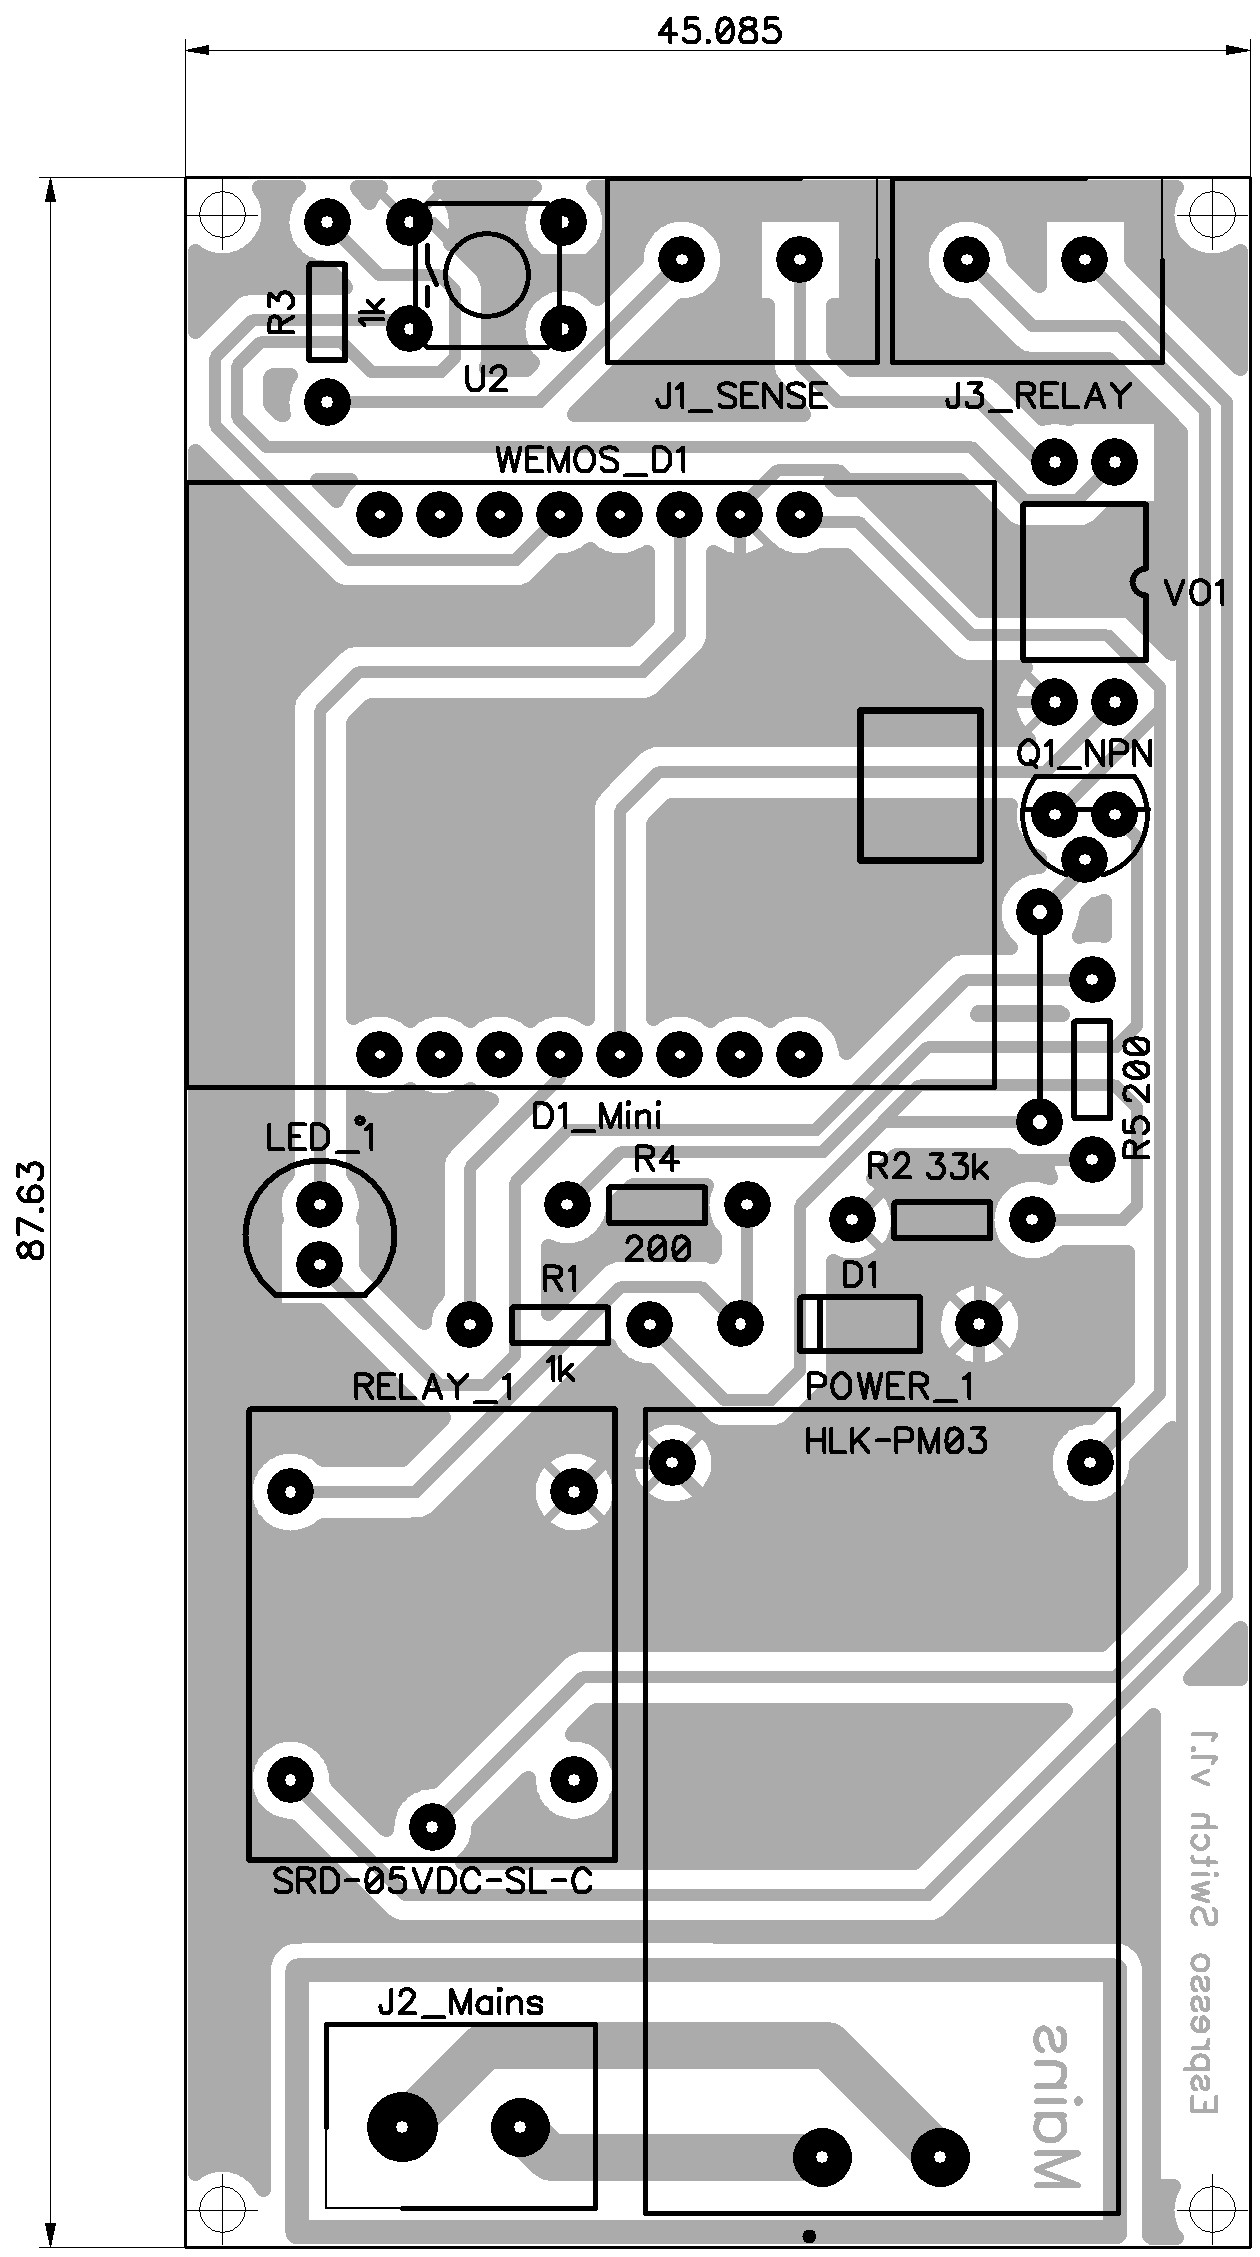 45.085
87.63
R3
1k
U2
J1_SENSE
J3_RELAY
WEMOS_D1
VO1
Q1_NPN
D1_Mini
LED_1
R4
200
R5 200
R2 33k
R1
1k
D1
RELAY_1
POWER_1
HLK-PM03
SRD-05VDC-SL-C
J2_Mains
Mains
Espresso Switch v1.1